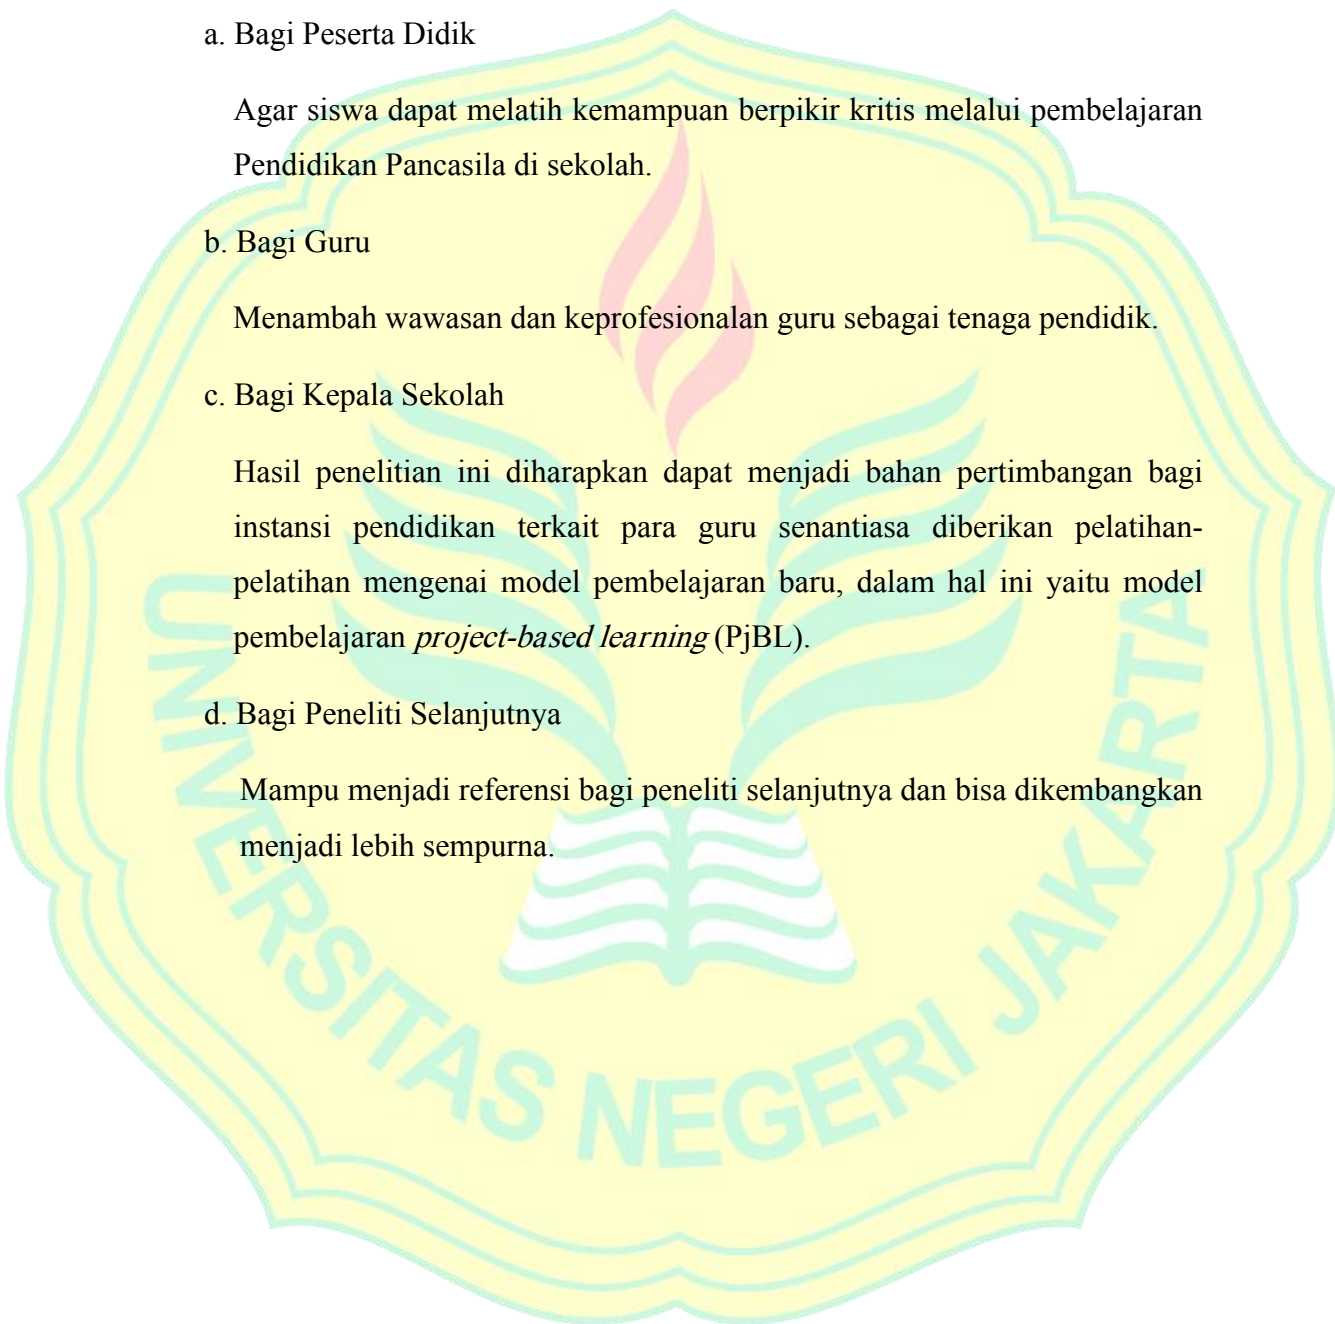 a. Bagi Peserta Didik
Agar siswa dapat melatih kemampuan berpikir kritis melalui pembelajaran
Pendidikan Pancasila di sekolah.
b. Bagi Guru
Menambah wawasan dan keprofesionalan guru sebagai tenaga pendidik.
c. Bagi Kepala Sekolah
Hasil penelitian ini diharapkan dapat menjadi bahan pertimbangan bagi
instansi pendidikan terkait para guru senantiasa diberikan pelatihan-
pelatihan mengenai model pembelajaran baru, dalam hal ini yaitu model
pembelajaran project-based learning (PjBL).
d. Bagi Peneliti Selanjutnya
Mampu menjadi referensi bagi peneliti selanjutnya dan bisa dikembangkan
menjadi lebih sempurna.
UNIVERSITAS NEGERI JAKARTA